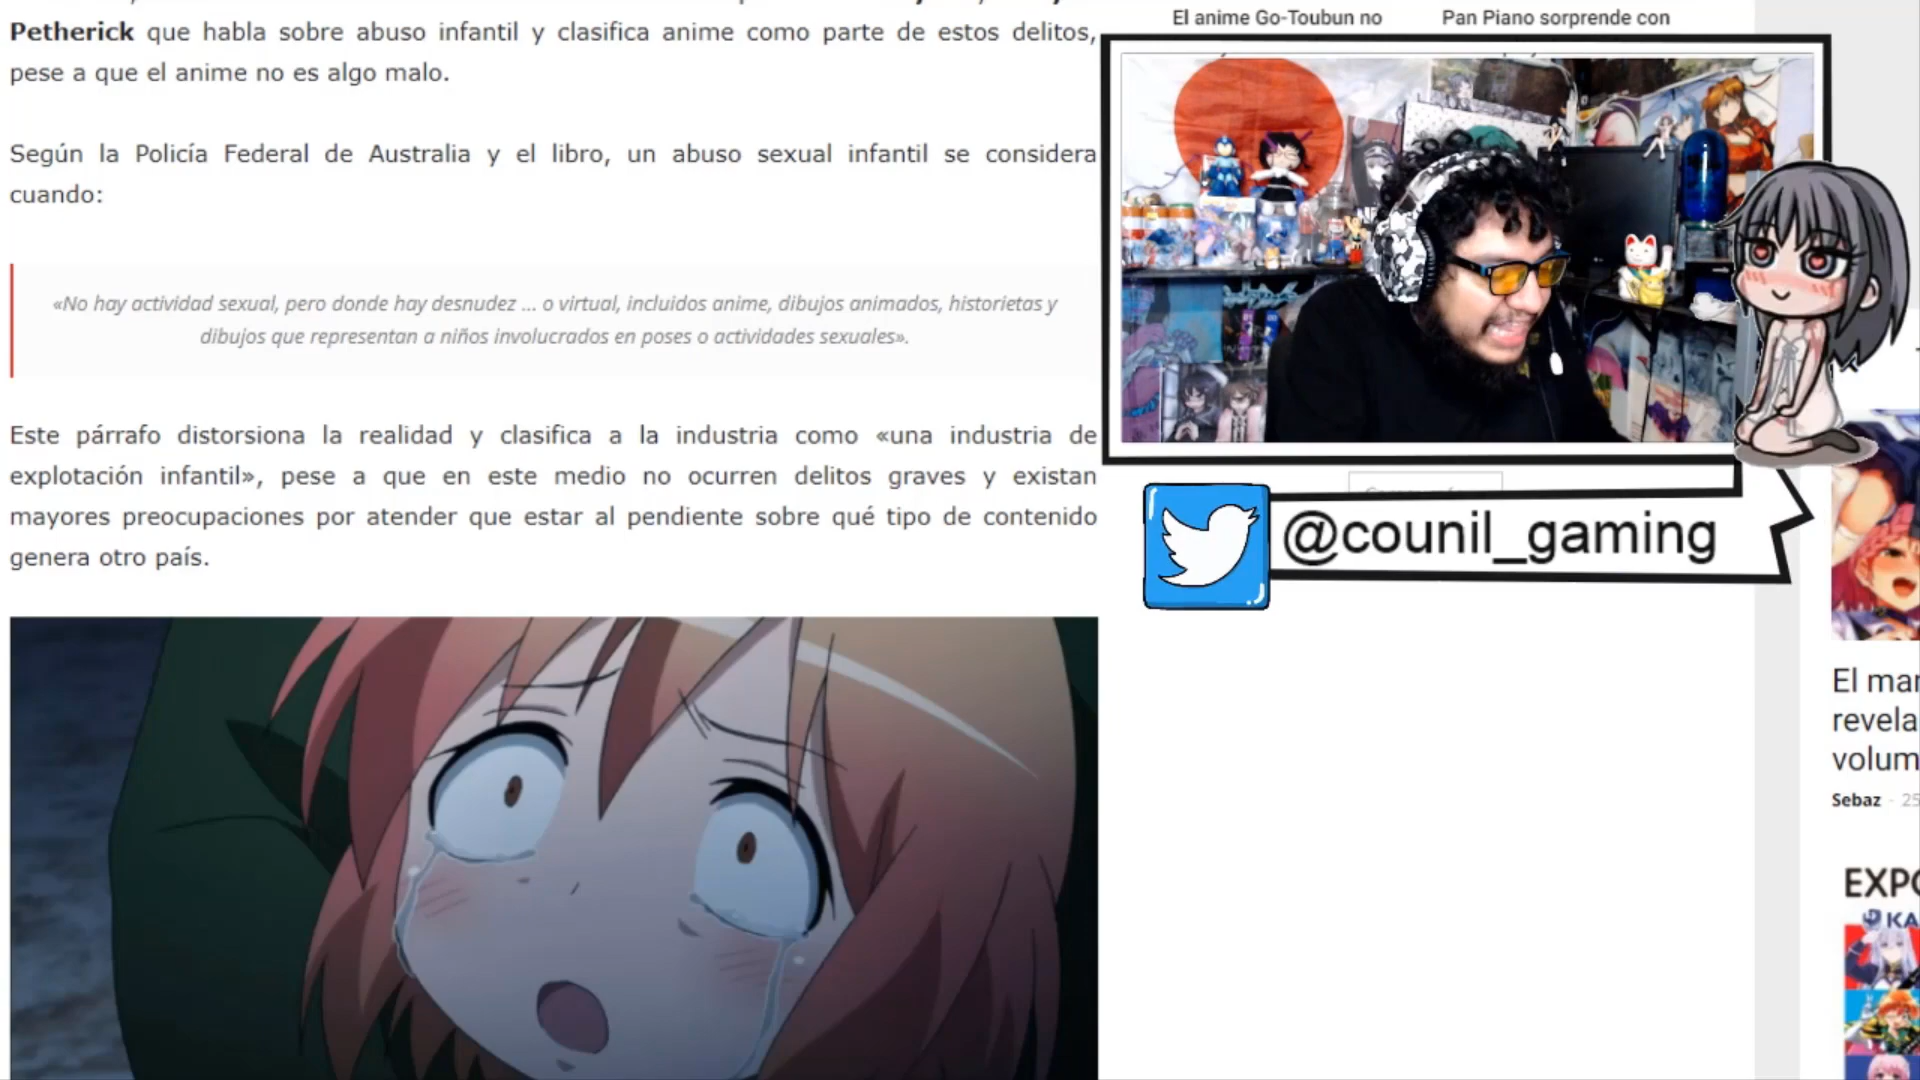 Petherick que habla sobre abuso infantil y clasifica anime como parte de estos delitos,
pese a que el anime no es algo malo.
Según la Policía Federal de Australia y el libro, un abuso sexual infantil se considera
cuando:
«No hay actividad sexual, pero donde hay desnudez ... o virtual, incluidos anime, dibujos animados, historietas y
dibujos que representan a niños involucrados en poses o actividades sexuales».
Este párrafo distorsiona la realidad y clasifica a la industria como «una industria de
explotación infantil», pese a que en este medio no ocurren delitos graves y existan
mayores preocupaciones por atender que estar al pendiente sobre qué tipo de contenido
genera otro país.
El anime Go-Toubun no
Pan Piano sorprende con
@counil_gaming
El mar
revela
volum
Sebaz - 25
EXPO
KA